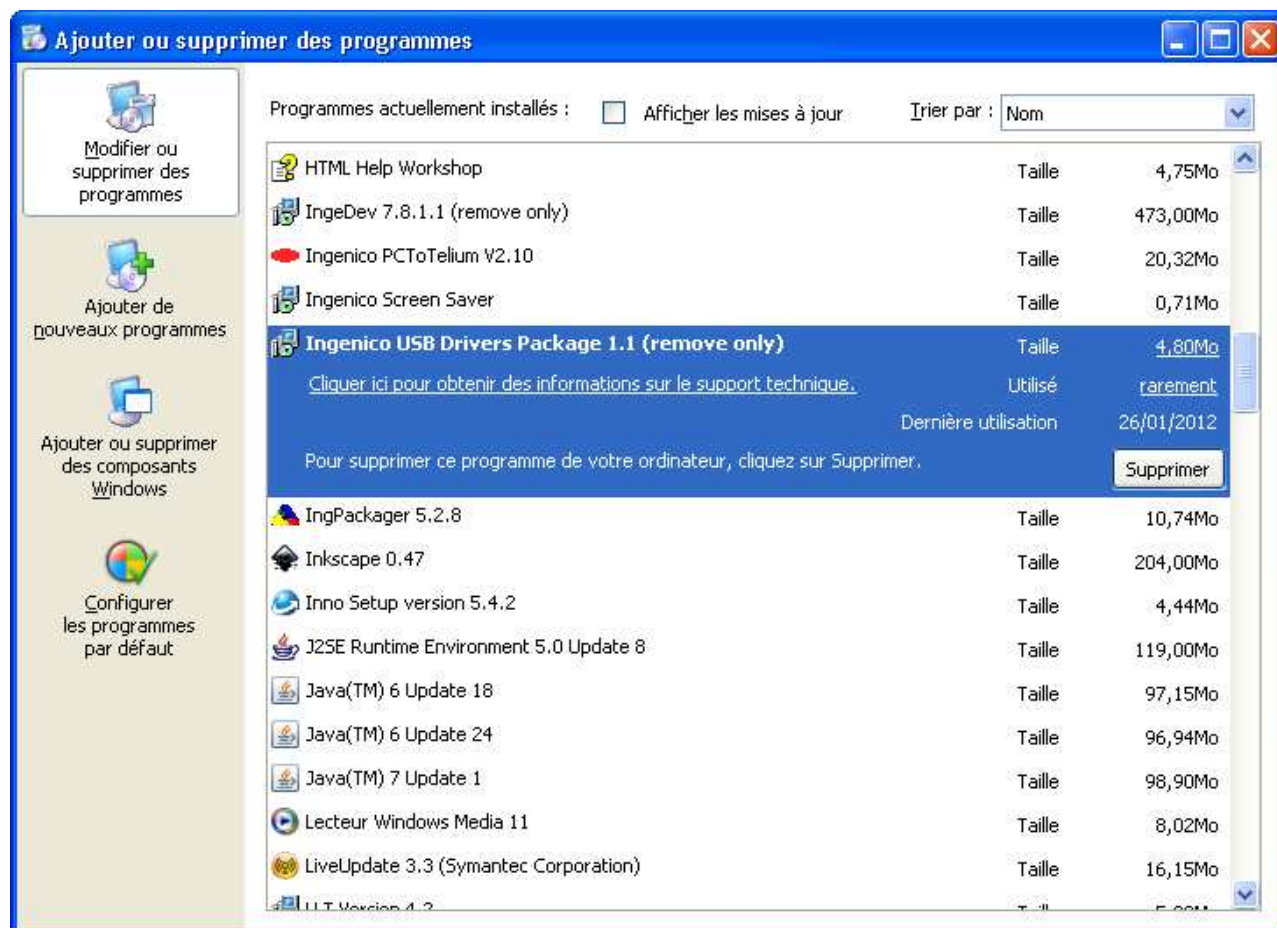 Ajouter ou supprimer des programmes
Modifier ou
supprimer des
programmes
Ajouter de
nouveaux programmes
Ajouter ou supprimer
des composants
Windows
Configurer
les programmes
par défaut
Programmes actuellement installés : Afficher les mises à jour Trier par : Nom
HTML Help Workshop Taille 4,75Mo
IngeDev 7.8.1.1 (remove only) Taille 473,00Mo
Ingenico PCToTelium V2.10 Taille 20,32Mo
Ingenico Screen Saver Taille 0,71Mo
Ingenico USB Drivers Package 1.1 (remove only) Taille 4,80Mo
Cliquer ici pour obtenir des informations sur le support technique. Utilisé rarement
Dernière utilisation 26/01/2012
Pour supprimer ce programme de votre ordinateur, cliquez sur Supprimer. Supprimer
IngPackager 5.2.8 Taille 10,74Mo
Inkscape 0.47 Taille 204,00Mo
Inno Setup version 5.4.2 Taille 4,44Mo
J2SE Runtime Environment 5.0 Update 8 Taille 119,00Mo
Java(TM) 6 Update 18 Taille 97,15Mo
Java(TM) 6 Update 24 Taille 96,94Mo
Java(TM) 7 Update 1 Taille 98,90Mo
Lecteur Windows Media 11 Taille 8,02Mo
LiveUpdate 3.3 (Symantec Corporation) Taille 16,15Mo